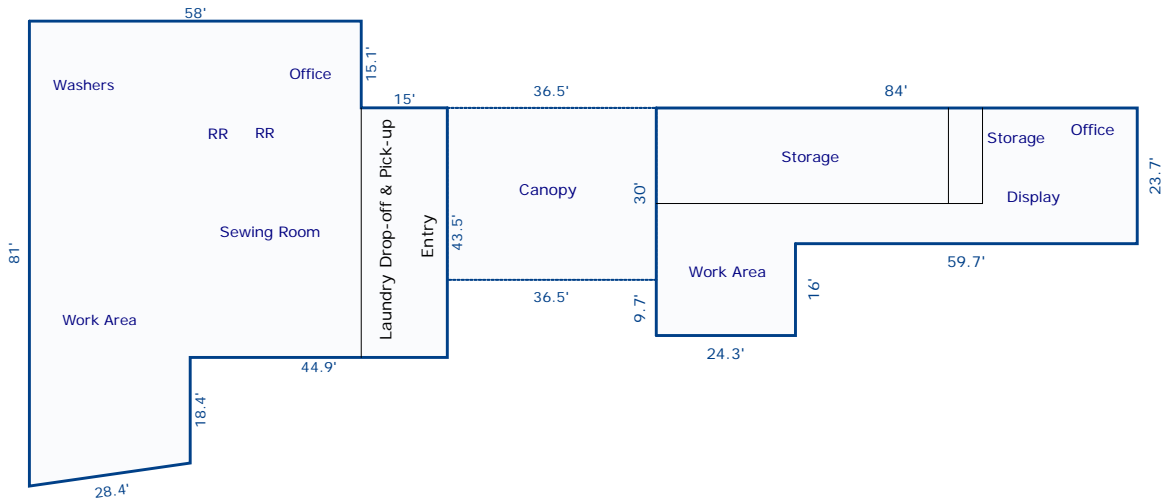 58'
Washers
Office
15.1'
RR
RR
15'
36.5'
84'
Laundry Drop-off & Pick-up
Entry
43.5'
Canopy
30'
Storage
Storage
Office
Display
23.7'
Sewing Room
81'
Work Area
Work Area
59.7'
16'
36.5'
9.7'
24.3'
44.9'
18.4'
28.4'